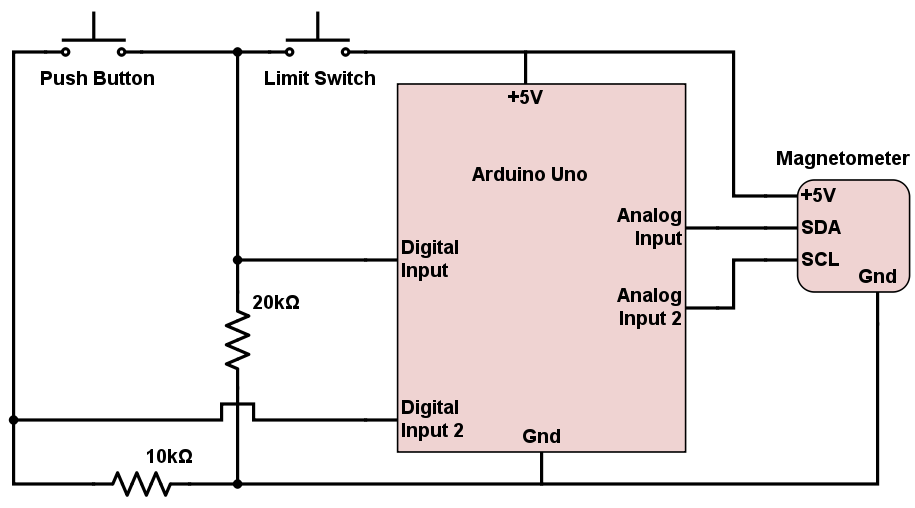 Push Button
Limit Switch
+5V
Arduino Uno
Magnetometer
+5V
Analog
Input
SDA
SCL
Gnd
Digital
Input
Analog
Input 2
20kΩ
Digital
Input 2
Gnd
10kΩ